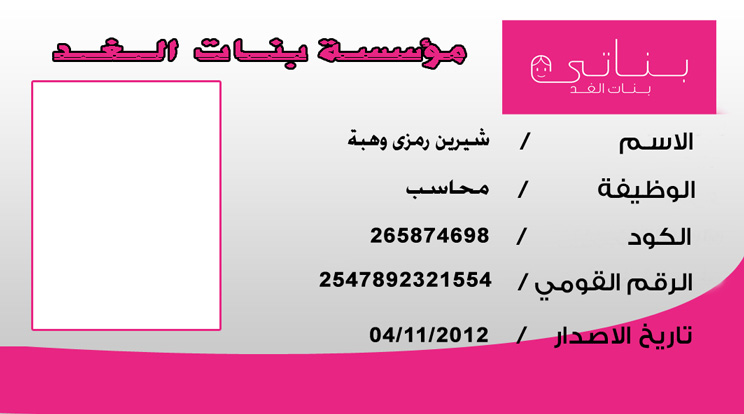 مؤسسة بنات الغد
بناتي
بنات الغد
الاسم / شيرين رمزى وهبة
الوظيفة / محاسب
الكود / 265874698
الرقم القومي / 2547892321554
تاريخ الاصدار / 04/11/2012